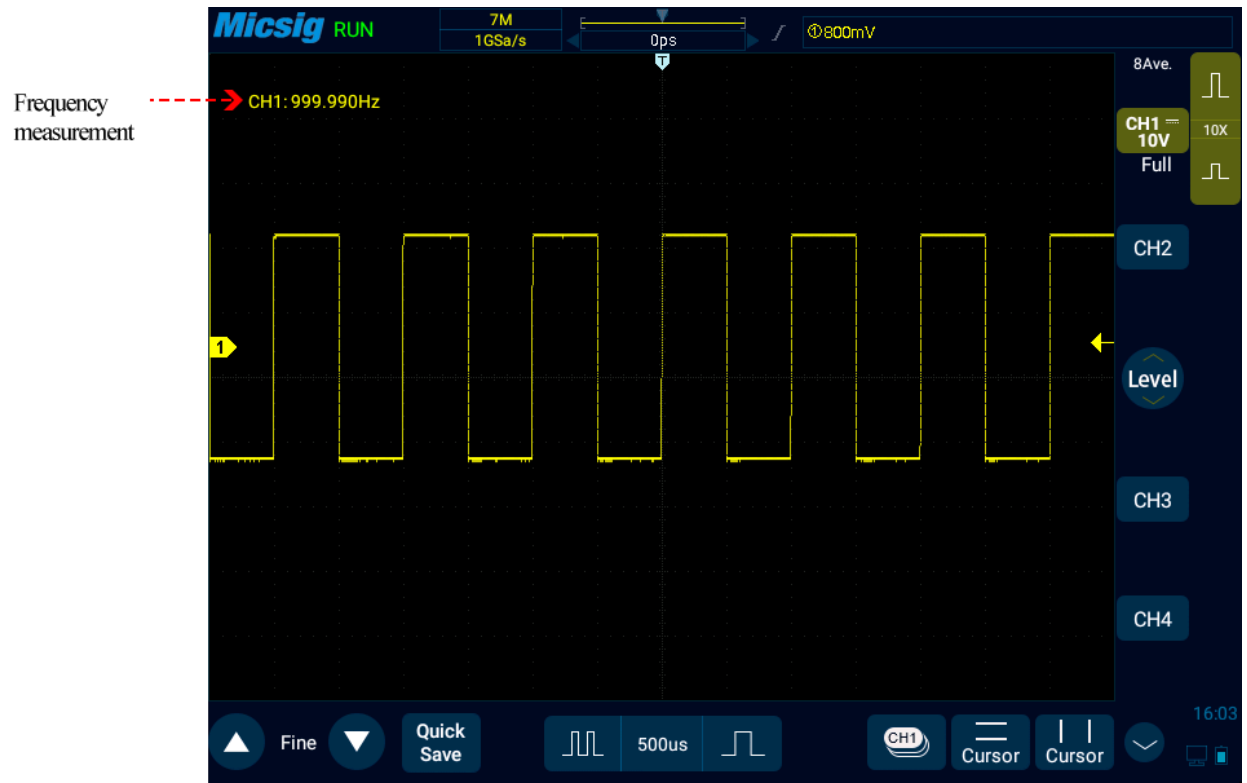 Micsig RUN
7M
1GSa/s
0ps
①800mV
T
8Ave.
Frequency
measurement
CH1:999.990Hz
CH1
10V
10X
Full
CH2
1
Level
CH3
CH4
16:03
Fine
Quick
Save
500us
CH1
Cursor
Cursor